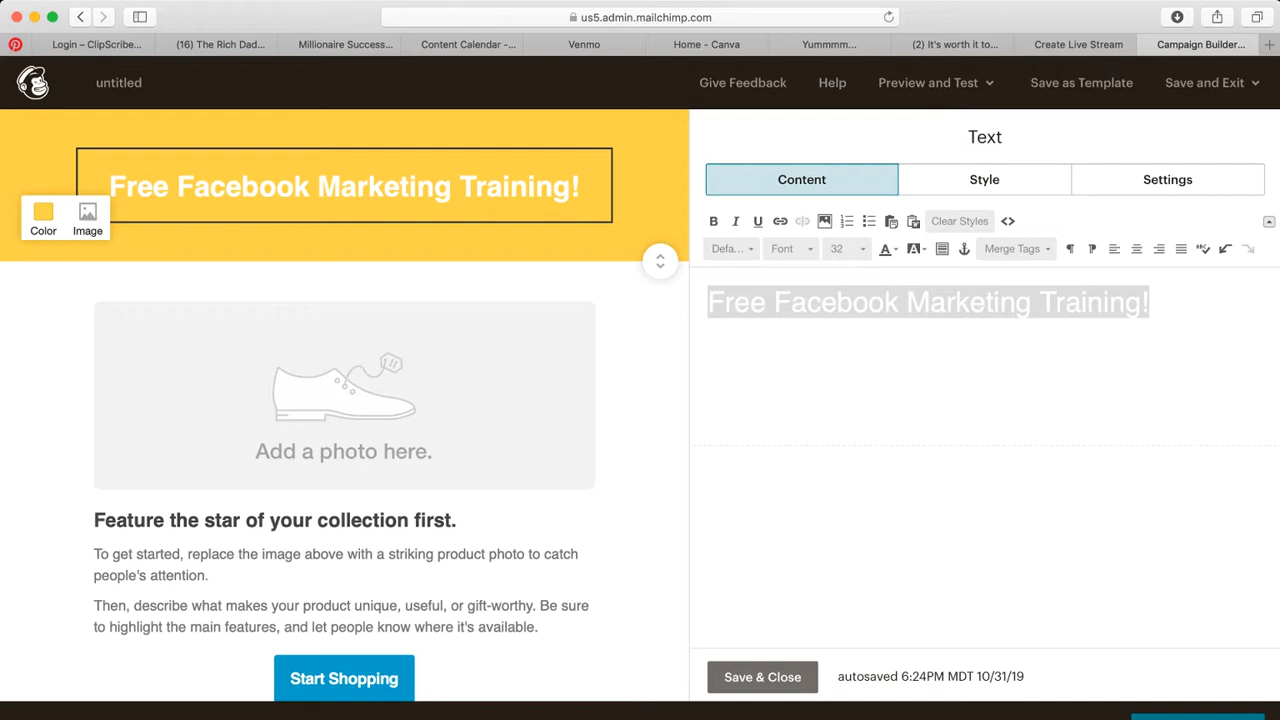 us5.admin.mailchimp.com
Login – ClipScribe...
(16) The Rich Dad...
Millionaire Success...
Content Calendar -...
Venmo
Home - Canva
Yummmm...
(2) It's worth it to...
Create Live Stream
Campaign Builder...
untitled
Give Feedback
Help
Preview and Test
Save as Template
Save and Exit
Free Facebook Marketing Training!
Color
Image
Add a photo here.
Feature the star of your collection first.
To get started, replace the image above with a striking product photo to catch
people's attention.
Then, describe what makes your product unique, useful, or gift-worthy. Be sure
to highlight the main features, and let people know where it's available.
Start Shopping
Text
Content
Style
Settings
B I U
Clear Styles
Defa...
Font
32
A
A
Merge Tags
Free Facebook Marketing Training!
Save & Close
autosaved 6:24PM MDT 10/31/19